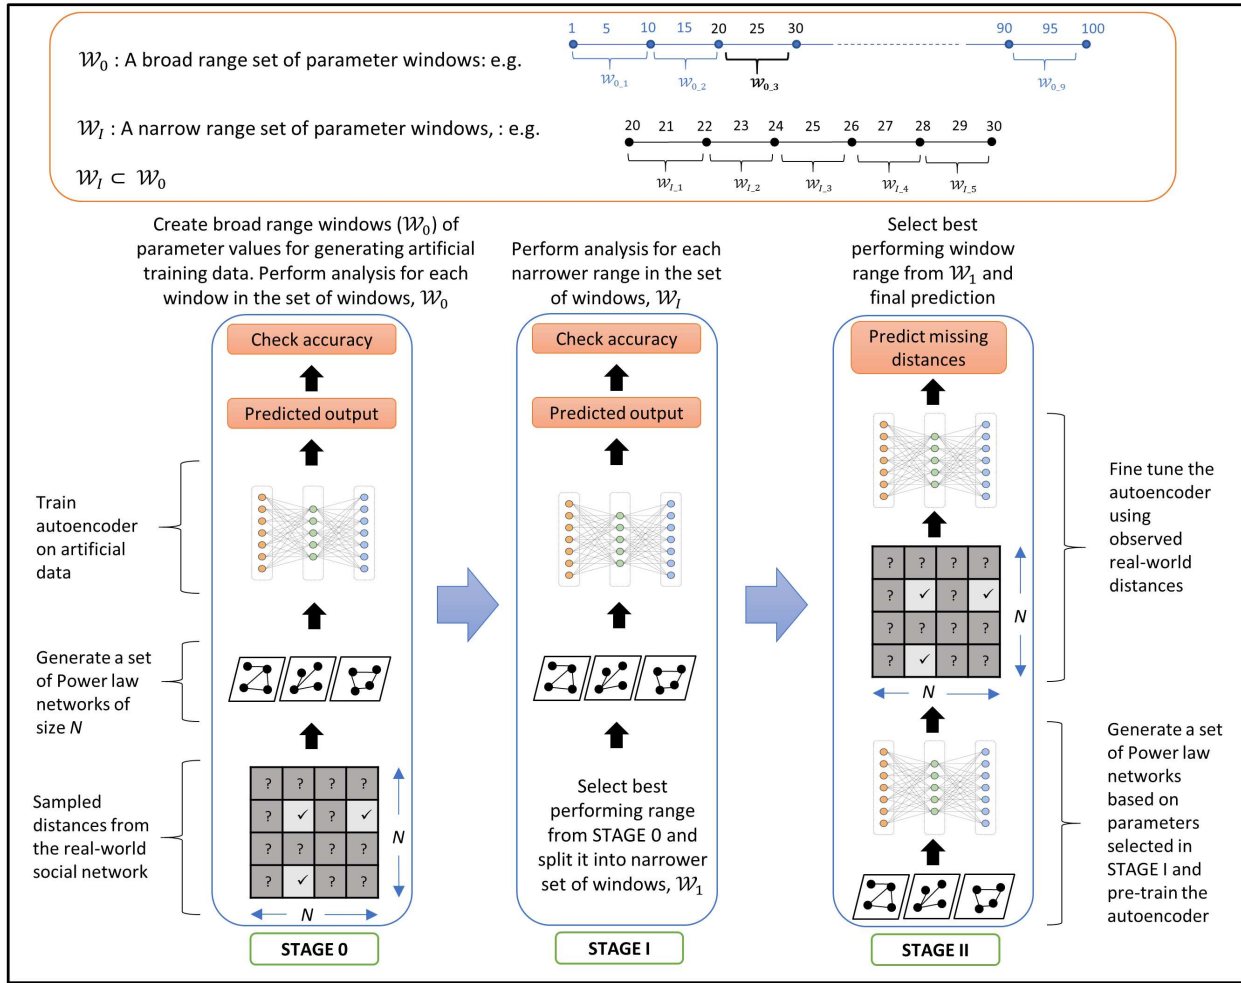 1 5 10 15 20 25 30 90 95 100
𝒲₀ : A broad range set of parameter windows: e.g.
𝒲₀_₁ 𝒲₀_₂ 𝒲₀_₃ 𝒲₀_₉
𝒲_I : A narrow range set of parameter windows, : e.g.
20 21 22 23 24 25 26 27 28 29 30
𝒲_I_1 𝒲_I_2 𝒲_I_3 𝒲_I_4 𝒲_I_5
𝒲_I ⊂ 𝒲₀
Create broad range windows (𝒲₀) of
parameter values for generating artificial
training data. Perform analysis for each
window in the set of windows, 𝒲₀
Check accuracy
Predicted output
Train
autoencoder
on artificial
data
Generate a set
of Power law
networks of
size N
Sampled
distances from
the real-world
social network
? ? ? ?
? ✓ ? ✓
? ? ? ?
? ✓ ? ?
N
N
STAGE 0
Perform analysis for each
narrower range in the set
of windows, 𝒲_I
Check accuracy
Predicted output
Select best
performing range
from STAGE 0 and
split it into narrower
set of windows, 𝒲₁
STAGE I
Select best
performing window
range from 𝒲₁ and
final prediction
Predict missing
distances
? ? ? ?
? ✓ ? ✓
? ? ? ?
? ✓ ? ?
N
N
STAGE II
Fine tune the
autoencoder
using
observed
real-world
distances
Generate a set
of Power law
networks
based on
parameters
selected in
STAGE I and
pre-train the
autoencoder